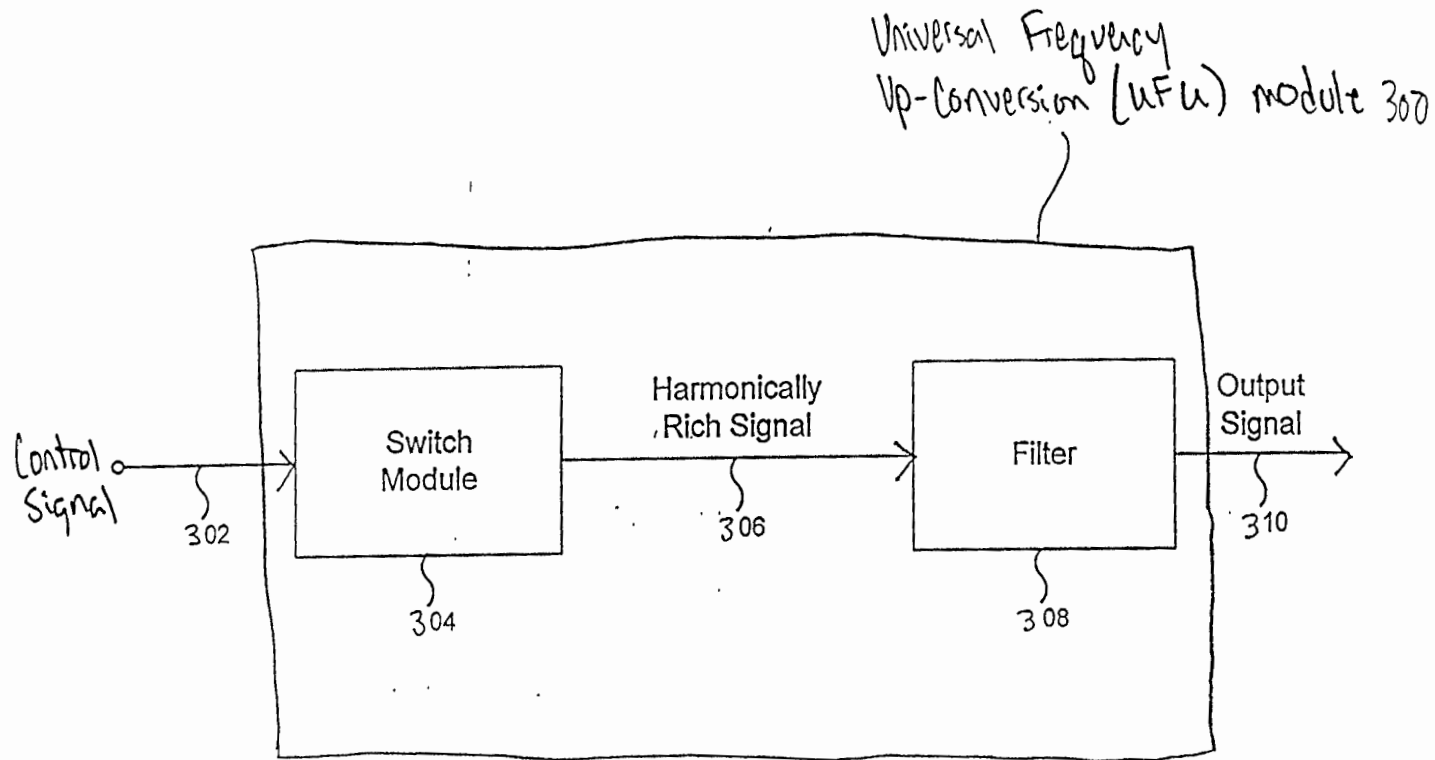 Universal Frequency
Up-Conversion (UFU) module 300
Harmonically
Rich Signal
Output
Signal
Control
Signal
Switch
Module
Filter
302
306
310
304
308